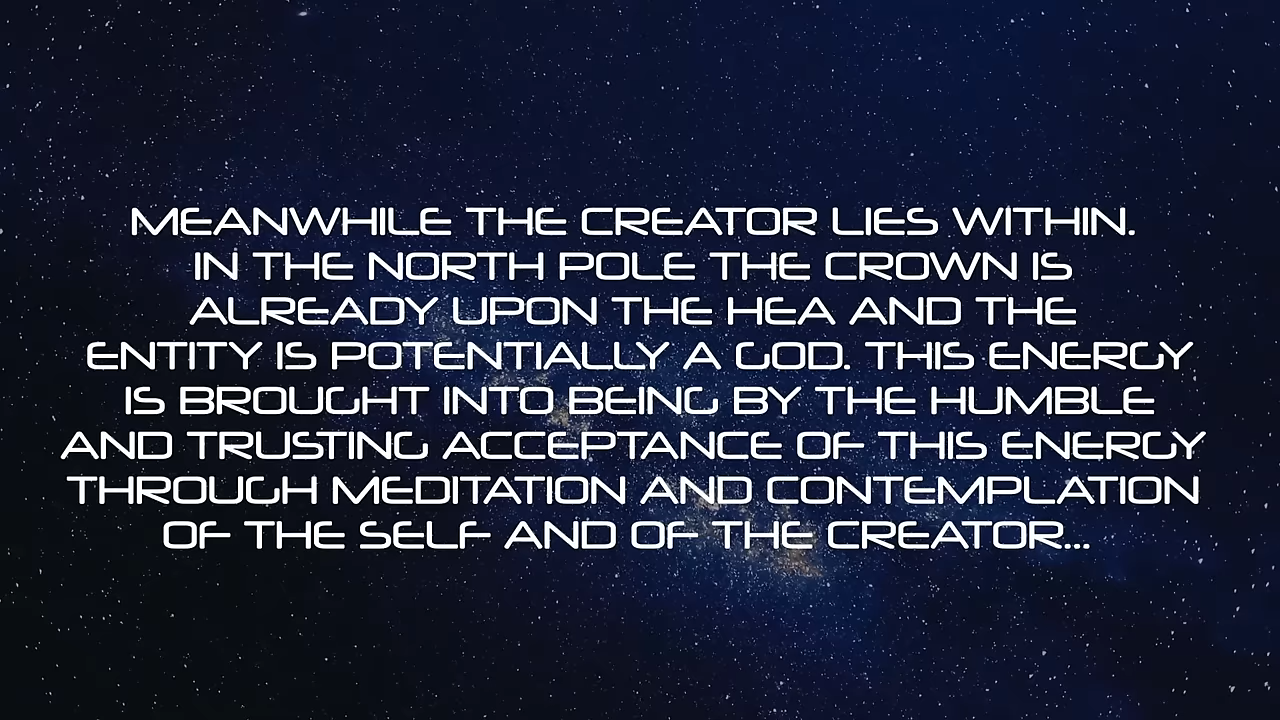 MEANWHILE THE CREATOR LIES WITHIN.
IN THE NORTH POLE THE CROWN IS
ALREADY UPON THE HEA AND THE
ENTITY IS POTENTIALLY A GOD. THIS ENERGY
IS BROUGHT INTO BEING BY THE HUMBLE
AND TRUSTING ACCEPTANCE OF THIS ENERGY
THROUGH MEDITATION AND CONTEMPLATION
OF THE SELF AND OF THE CREATOR...